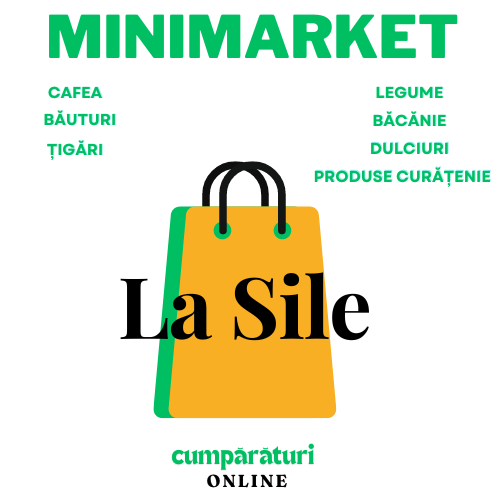 MINIMARKET
CAFEA
BĂUTURI
ȚIGĂRI
LEGUME
BĂCĂNIE
DULCIURI
PRODUSE CURĂȚENIE
La Sile
cumpărături
ONLINE